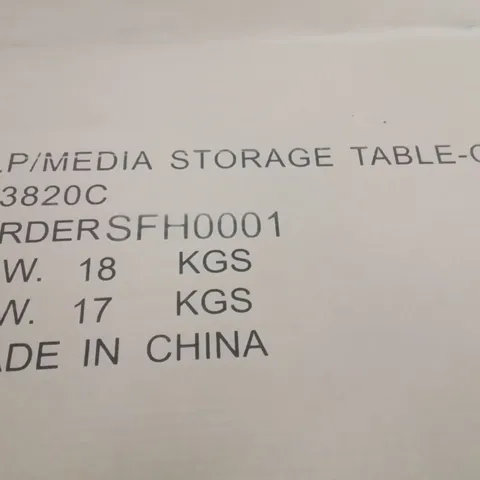 LP/MEDIA STORAGE TABLE-
3820C
RDERSFH0001
W. 18 KGS
W. 17 KGS
ADE IN CHINA